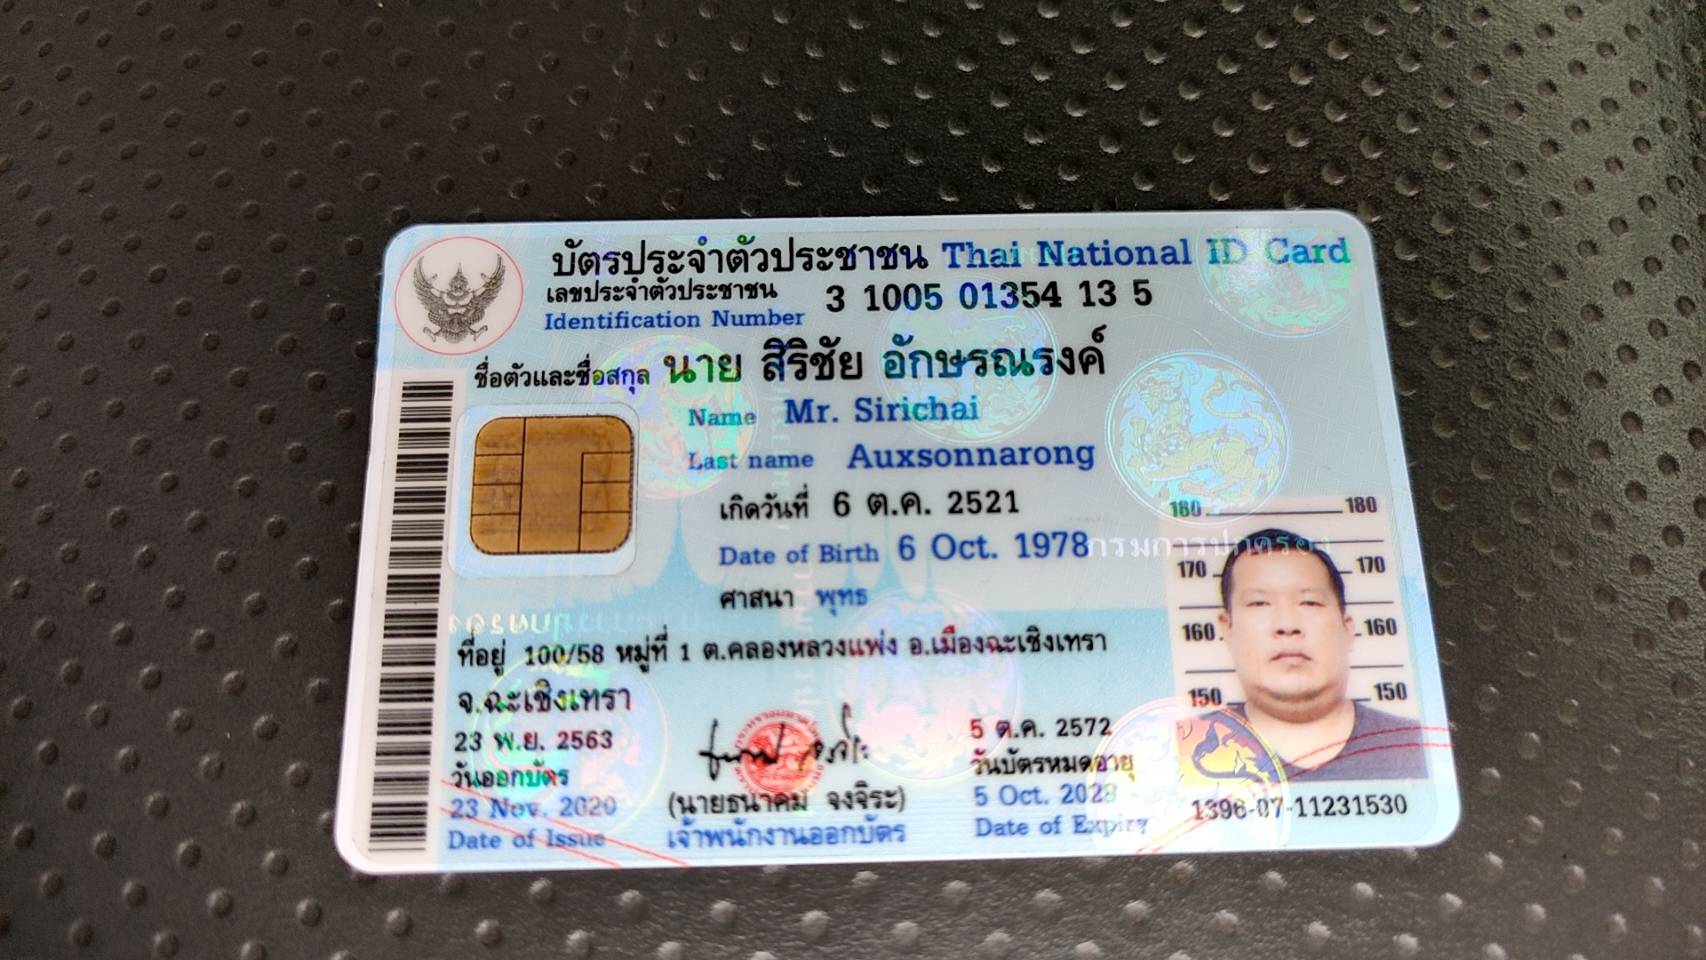 บัตรประจำตัวประชาชน Thai National ID Card
เลขประจำตัวประชาชน 3 1005 01354 13 5
Identification Number
ชื่อตัวและชื่อสกุล นาย สิริชัย อักษรณรงค์
Name Mr. Sirichai
Last name Auxsonnarong
เกิดวันที่ 6 ต.ค. 2521
Date of Birth 6 Oct. 1978
กรมการปกครอง
ศาสนา พุทธ
ที่อยู่ 100/58 หมู่ที่ 1 ต.คลองหลวงแพ่ง อ.เมืองฉะเชิงเทรา
จ.ฉะเชิงเทรา
23 พ.ย. 2563
วันออกบัตร
23 Nov. 2020
Date of Issue
(นายธนาคม จงจิระ)
เจ้าพนักงานออกบัตร
5 ต.ค. 2572
วันบัตรหมดอายุ
5 Oct. 2029
Date of Expiry
180 180
170 170
160 160
150 150
1396-07-11231530